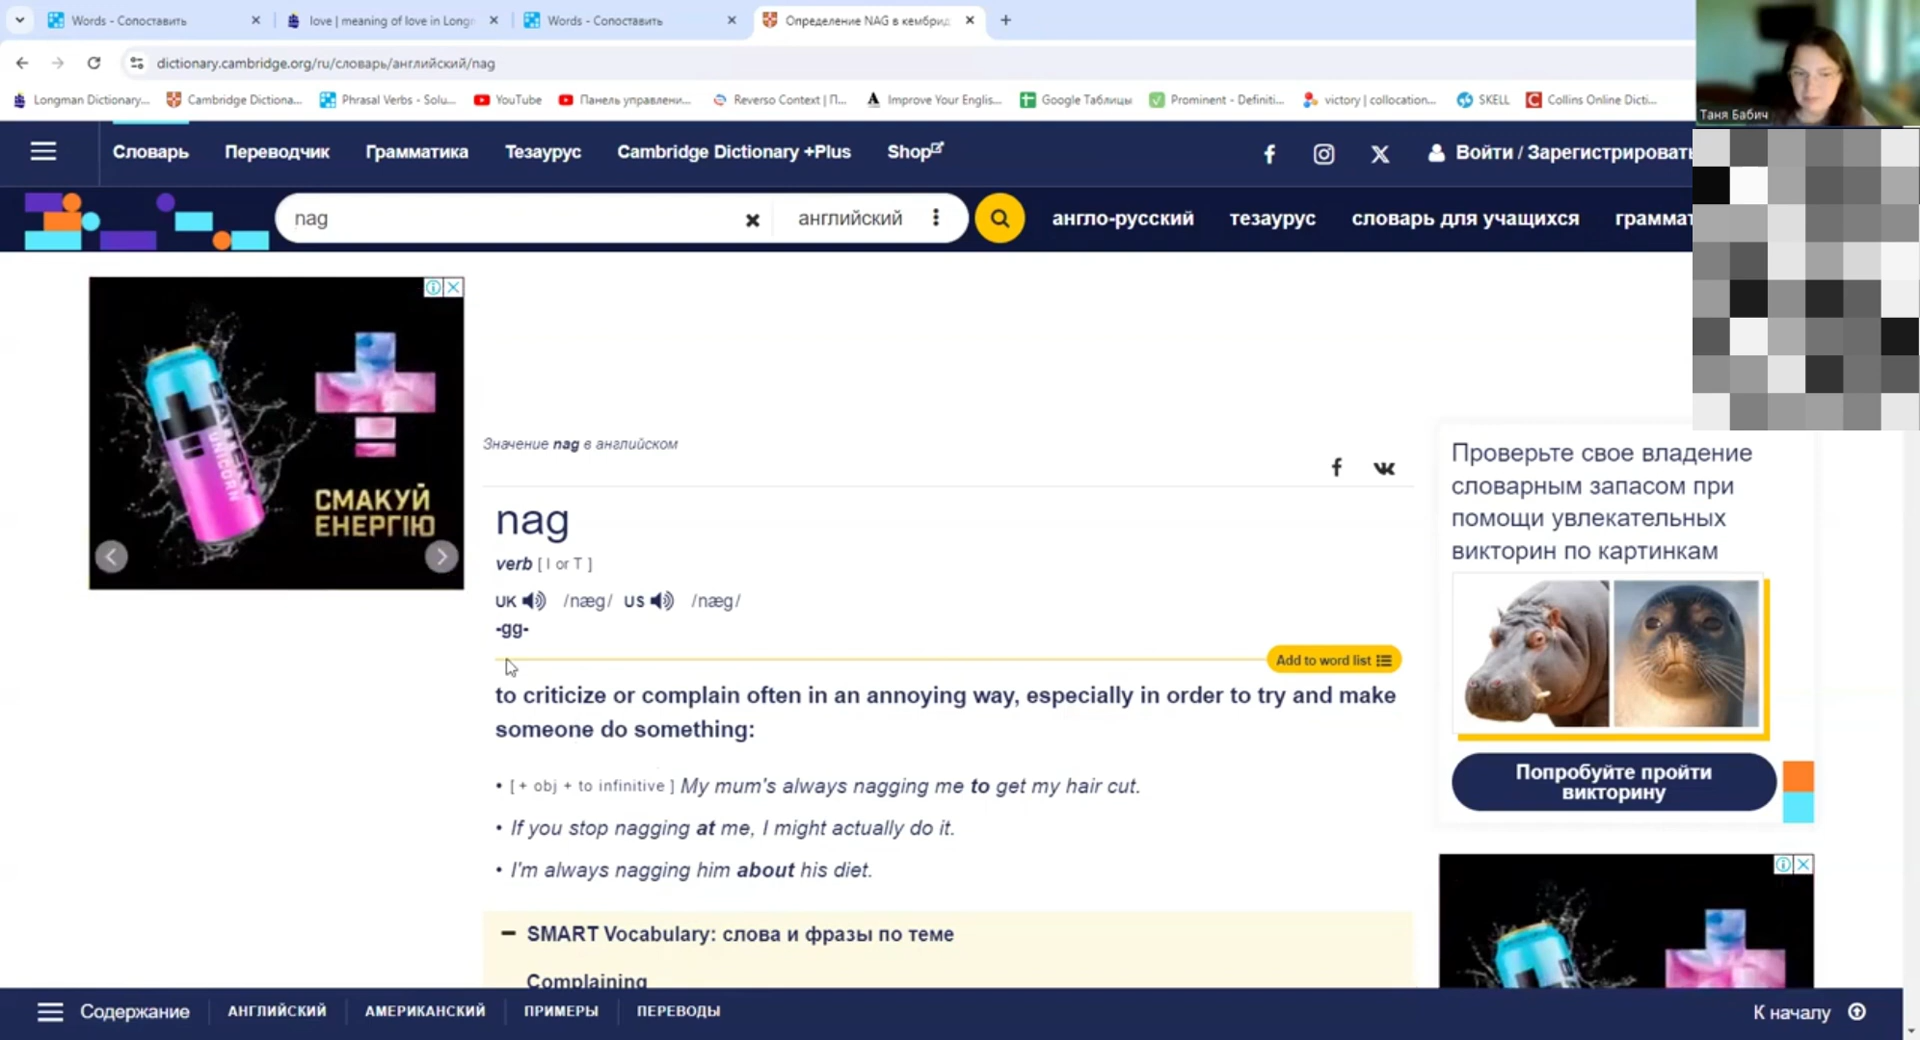 Words - Сопоставить
love | meaning of love in Long
Words - Сопоставить
Определение NAG в кембрид
dictionary.cambridge.org/ru/словарь/английский/nag
Longman Dictionary...
Cambridge Dictiona...
Phrasal Verbs - Solu...
YouTube
Панель управлени...
Reverso Context | П...
Improve Your Englis...
Google Таблицы
Prominent - Definiti...
victory | collocation...
SKELL
Collins Online Dicti...
Таня Бабич
Словарь
Переводчик
Грамматика
Тезаурус
Cambridge Dictionary +Plus
Shop
Войти / Зарегистрировать
nag
английский
англо-русский
тезаурус
словарь для учащихся
граммат
UNICORN
СМАКУЙ
ЕНЕРГІЮ
Значение nag в английском
nag
verb [ I or T ]
UK /næg/ US /næg/
-gg-
Add to word list
to criticize or complain often in an annoying way, especially in order to try and make
someone do something:
• [ + obj + to infinitive ] My mum's always nagging me to get my hair cut.
• If you stop nagging at me, I might actually do it.
• I'm always nagging him about his diet.
SMART Vocabulary: слова и фразы по теме
Complaining
Проверьте свое владение
словарным запасом при
помощи увлекательных
викторин по картинкам
Попробуйте пройти
викторину
Содержание
АНГЛИЙСКИЙ
АМЕРИКАНСКИЙ
ПРИМЕРЫ
ПЕРЕВОДЫ
К началу